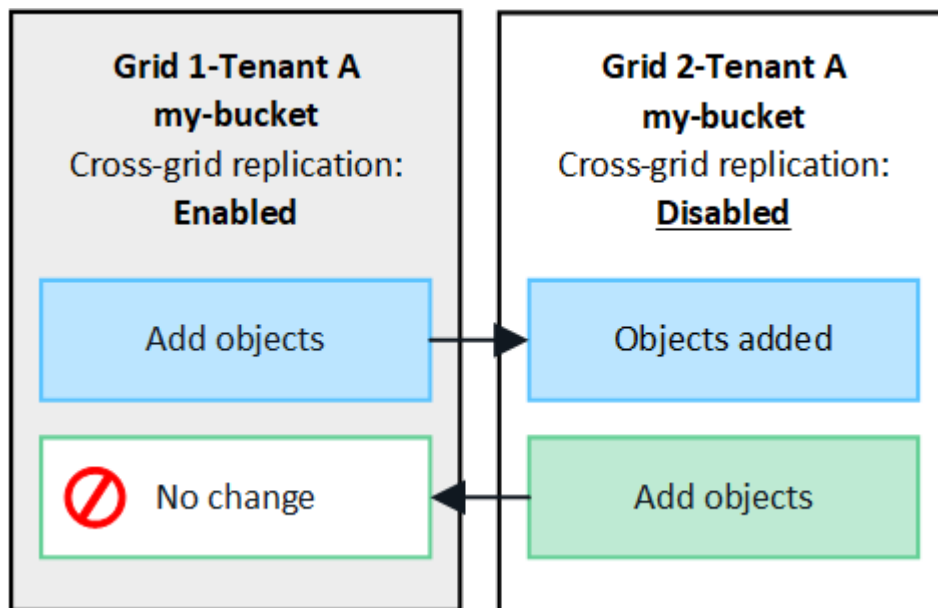 Grid 1-Tenant A
my-bucket
Cross-grid replication:
Enabled
Add objects
No change
Grid 2-Tenant A
my-bucket
Cross-grid replication:
Disabled
Objects added
Add objects